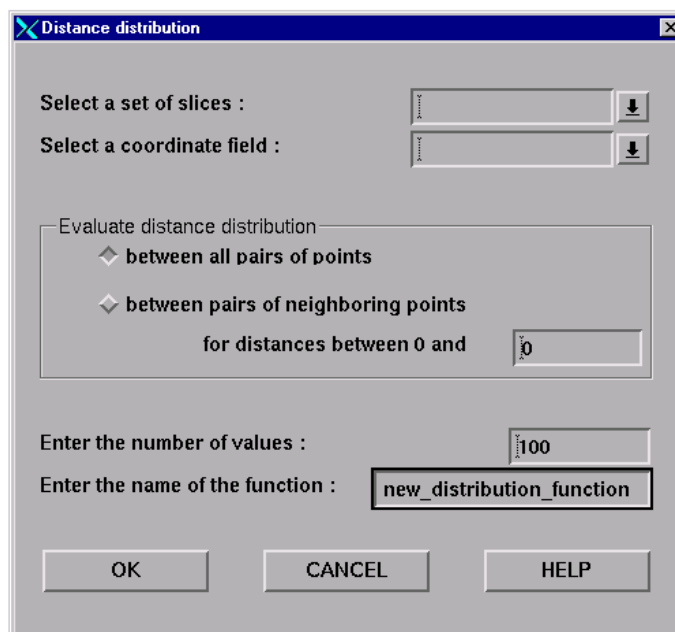 Distance distribution
Select a set of slices :
Select a coordinate field :
Evaluate distance distribution
between all pairs of points
between pairs of neighboring points
for distances between 0 and 0
Enter the number of values : 100
Enter the name of the function : new_distribution_function
OK CANCEL HELP